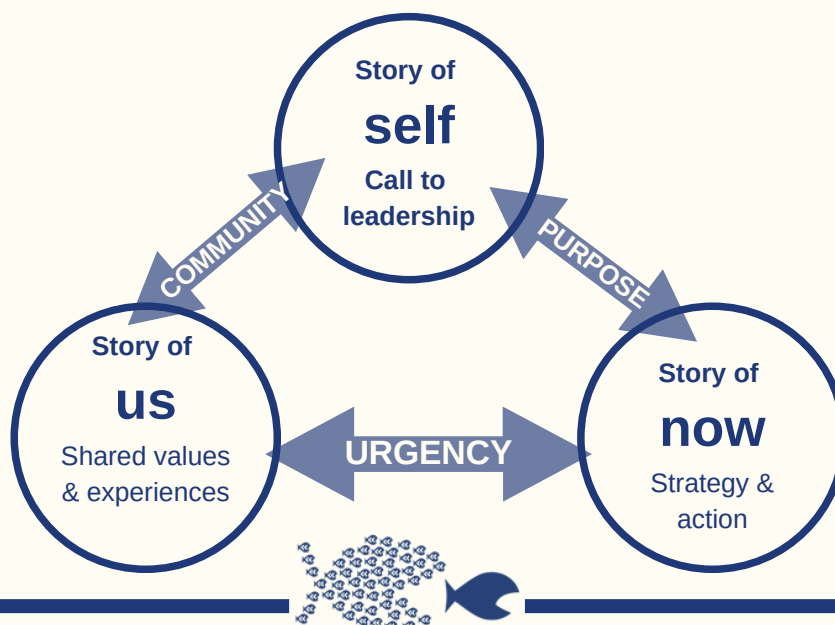 Story of
self
Call to
leadership
COMMUNITY
PURPOSE
Story of
us
Shared values
& experiences
URGENCY
Story of
now
Strategy &
action